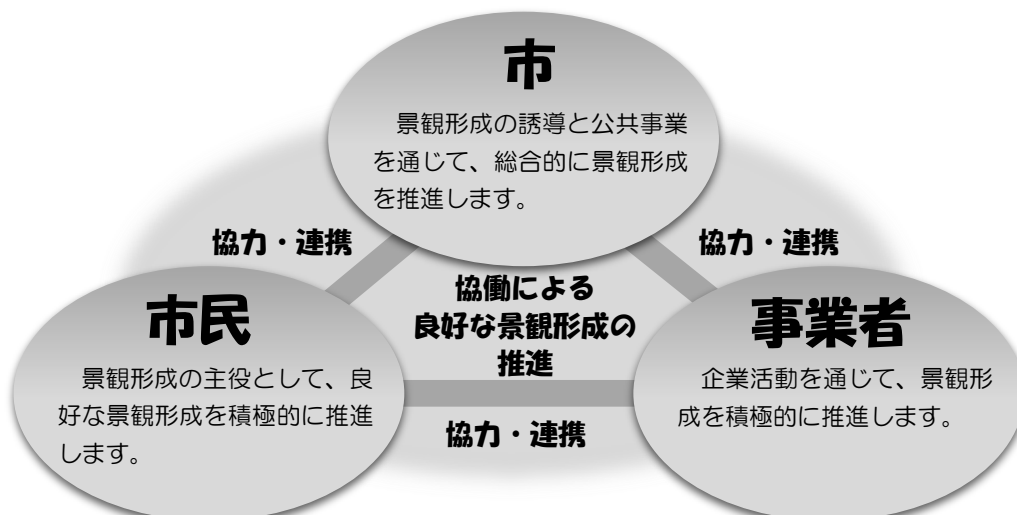 市
景観形成の誘導と公共事業
を通じて、総合的に景観形成
を推進します。
協力・連携
協力・連携
協働による
良好な景観形成の
推進
市民
景観形成の主役として、良
好な景観形成を積極的に推進
します。
事業者
企業活動を通じて、景観形
成を積極的に推進します。
協力・連携